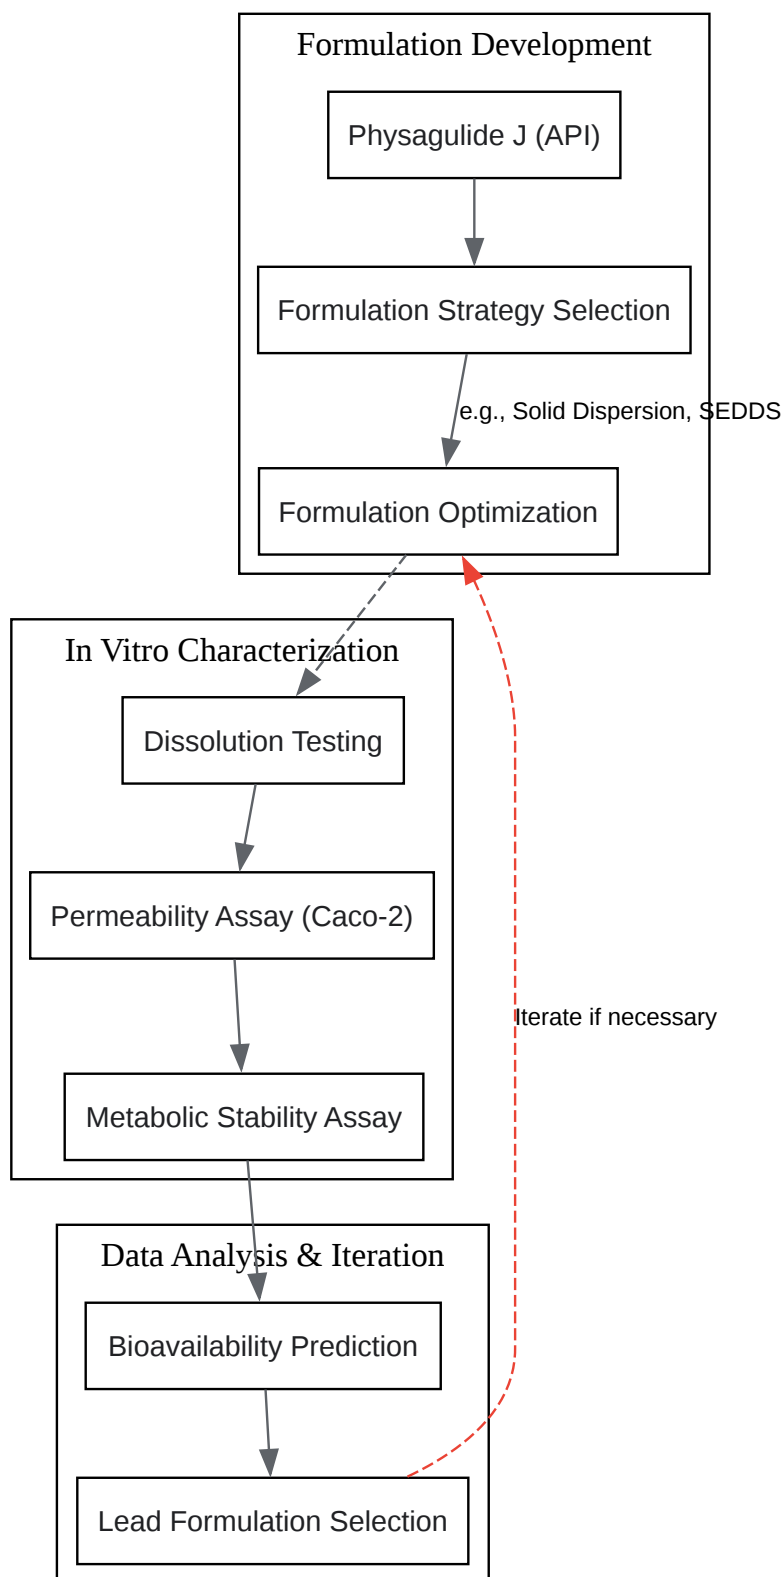 Formulation Development
Physagulide J (API)
Formulation Strategy Selection
e.g., Solid Dispersion, SEDDS
Formulation Optimization
In Vitro Characterization
Dissolution Testing
Permeability Assay (Caco-2)
Iterate if necessary
Metabolic Stability Assay
Data Analysis & Iteration
Bioavailability Prediction
Lead Formulation Selection